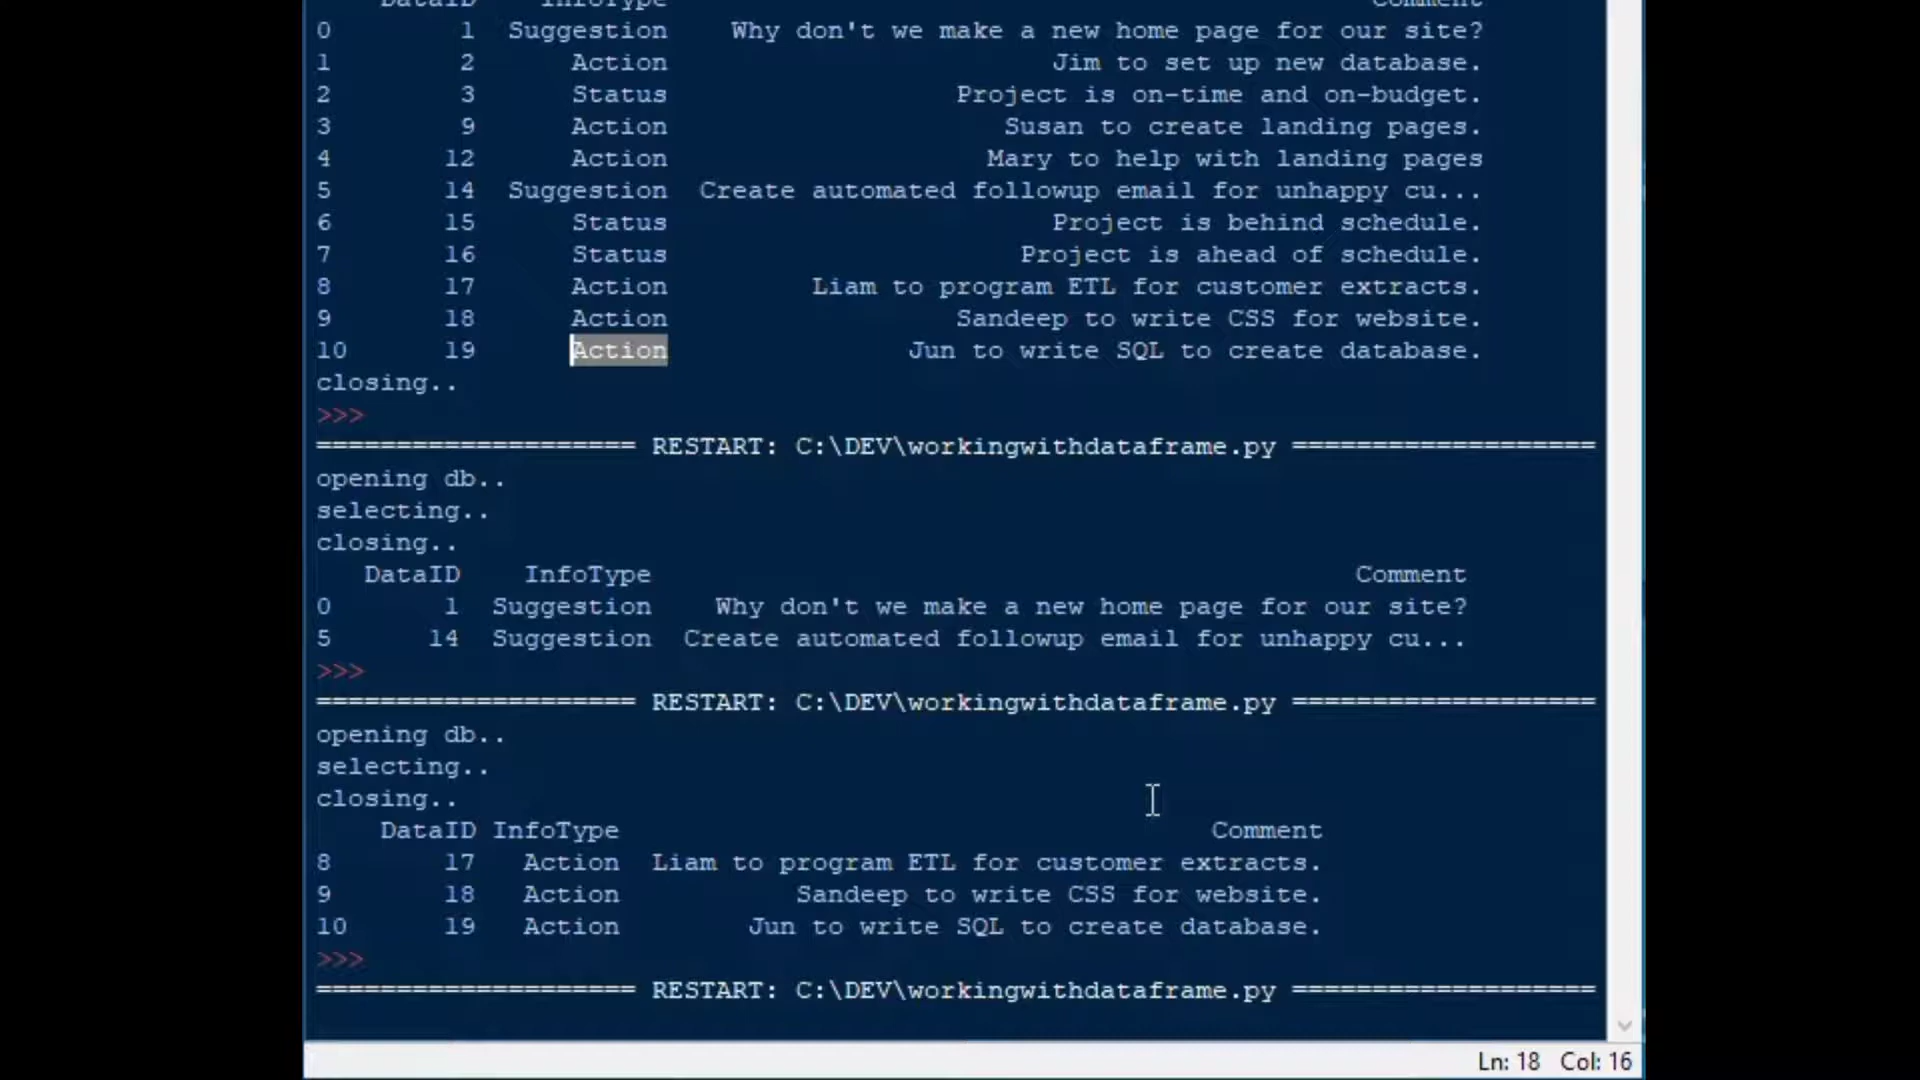 DataID InfoType Comment
0 1 Suggestion Why don't we make a new home page for our site?
1 2 Action Jim to set up new database.
2 3 Status Project is on-time and on-budget.
3 9 Action Susan to create landing pages.
4 12 Action Mary to help with landing pages
5 14 Suggestion Create automated followup email for unhappy cu...
6 15 Status Project is behind schedule.
7 16 Status Project is ahead of schedule.
8 17 Action Liam to program ETL for customer extracts.
9 18 Action Sandeep to write CSS for website.
10 19 Action Jun to write SQL to create database.
closing..
>>>
==================== RESTART: C:\DEV\workingwithdataframe.py ===================
opening db..
selecting..
closing..
DataID InfoType Comment
0 1 Suggestion Why don't we make a new home page for our site?
5 14 Suggestion Create automated followup email for unhappy cu...
>>>
==================== RESTART: C:\DEV\workingwithdataframe.py ===================
opening db..
selecting..
closing..
DataID InfoType Comment
8 17 Action Liam to program ETL for customer extracts.
9 18 Action Sandeep to write CSS for website.
10 19 Action Jun to write SQL to create database.
>>>
==================== RESTART: C:\DEV\workingwithdataframe.py ===================
Ln: 18 Col: 16